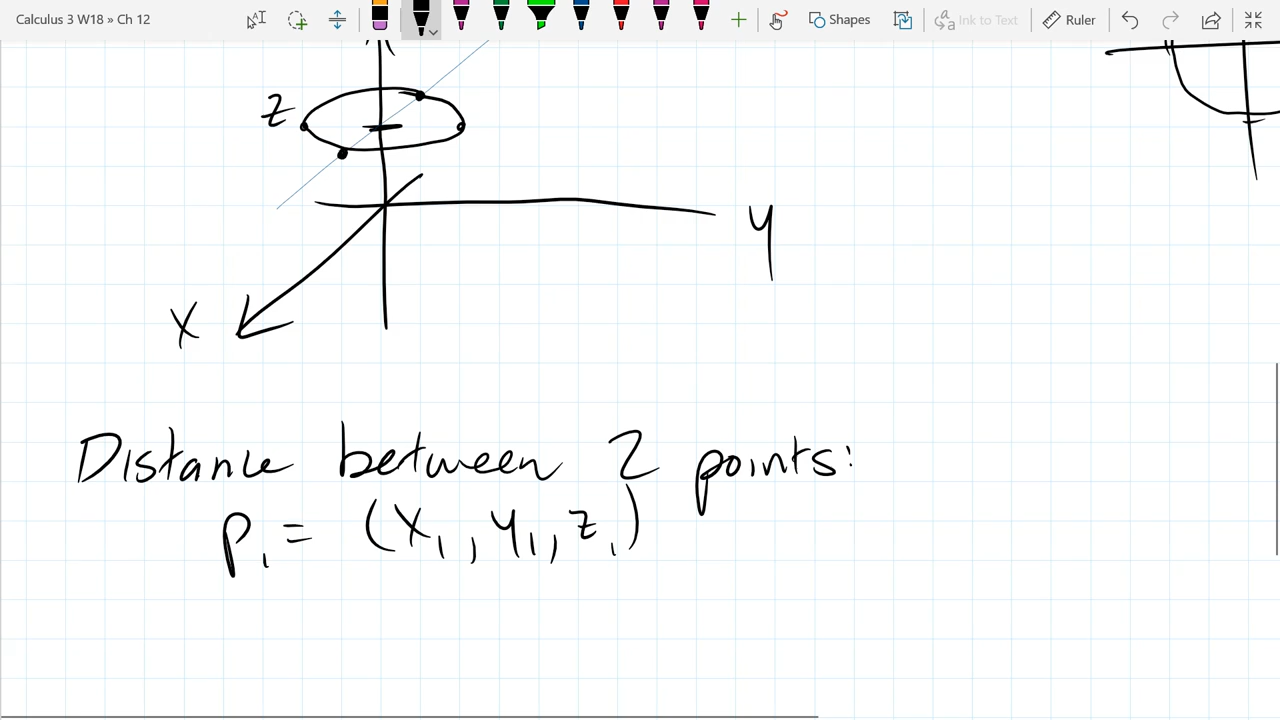 Calculus 3 W18 » Ch 12
Shapes
Ink to Text
Ruler
z
y
x
Distance between 2 points:
P₁ = (x₁, y₁, z₁)